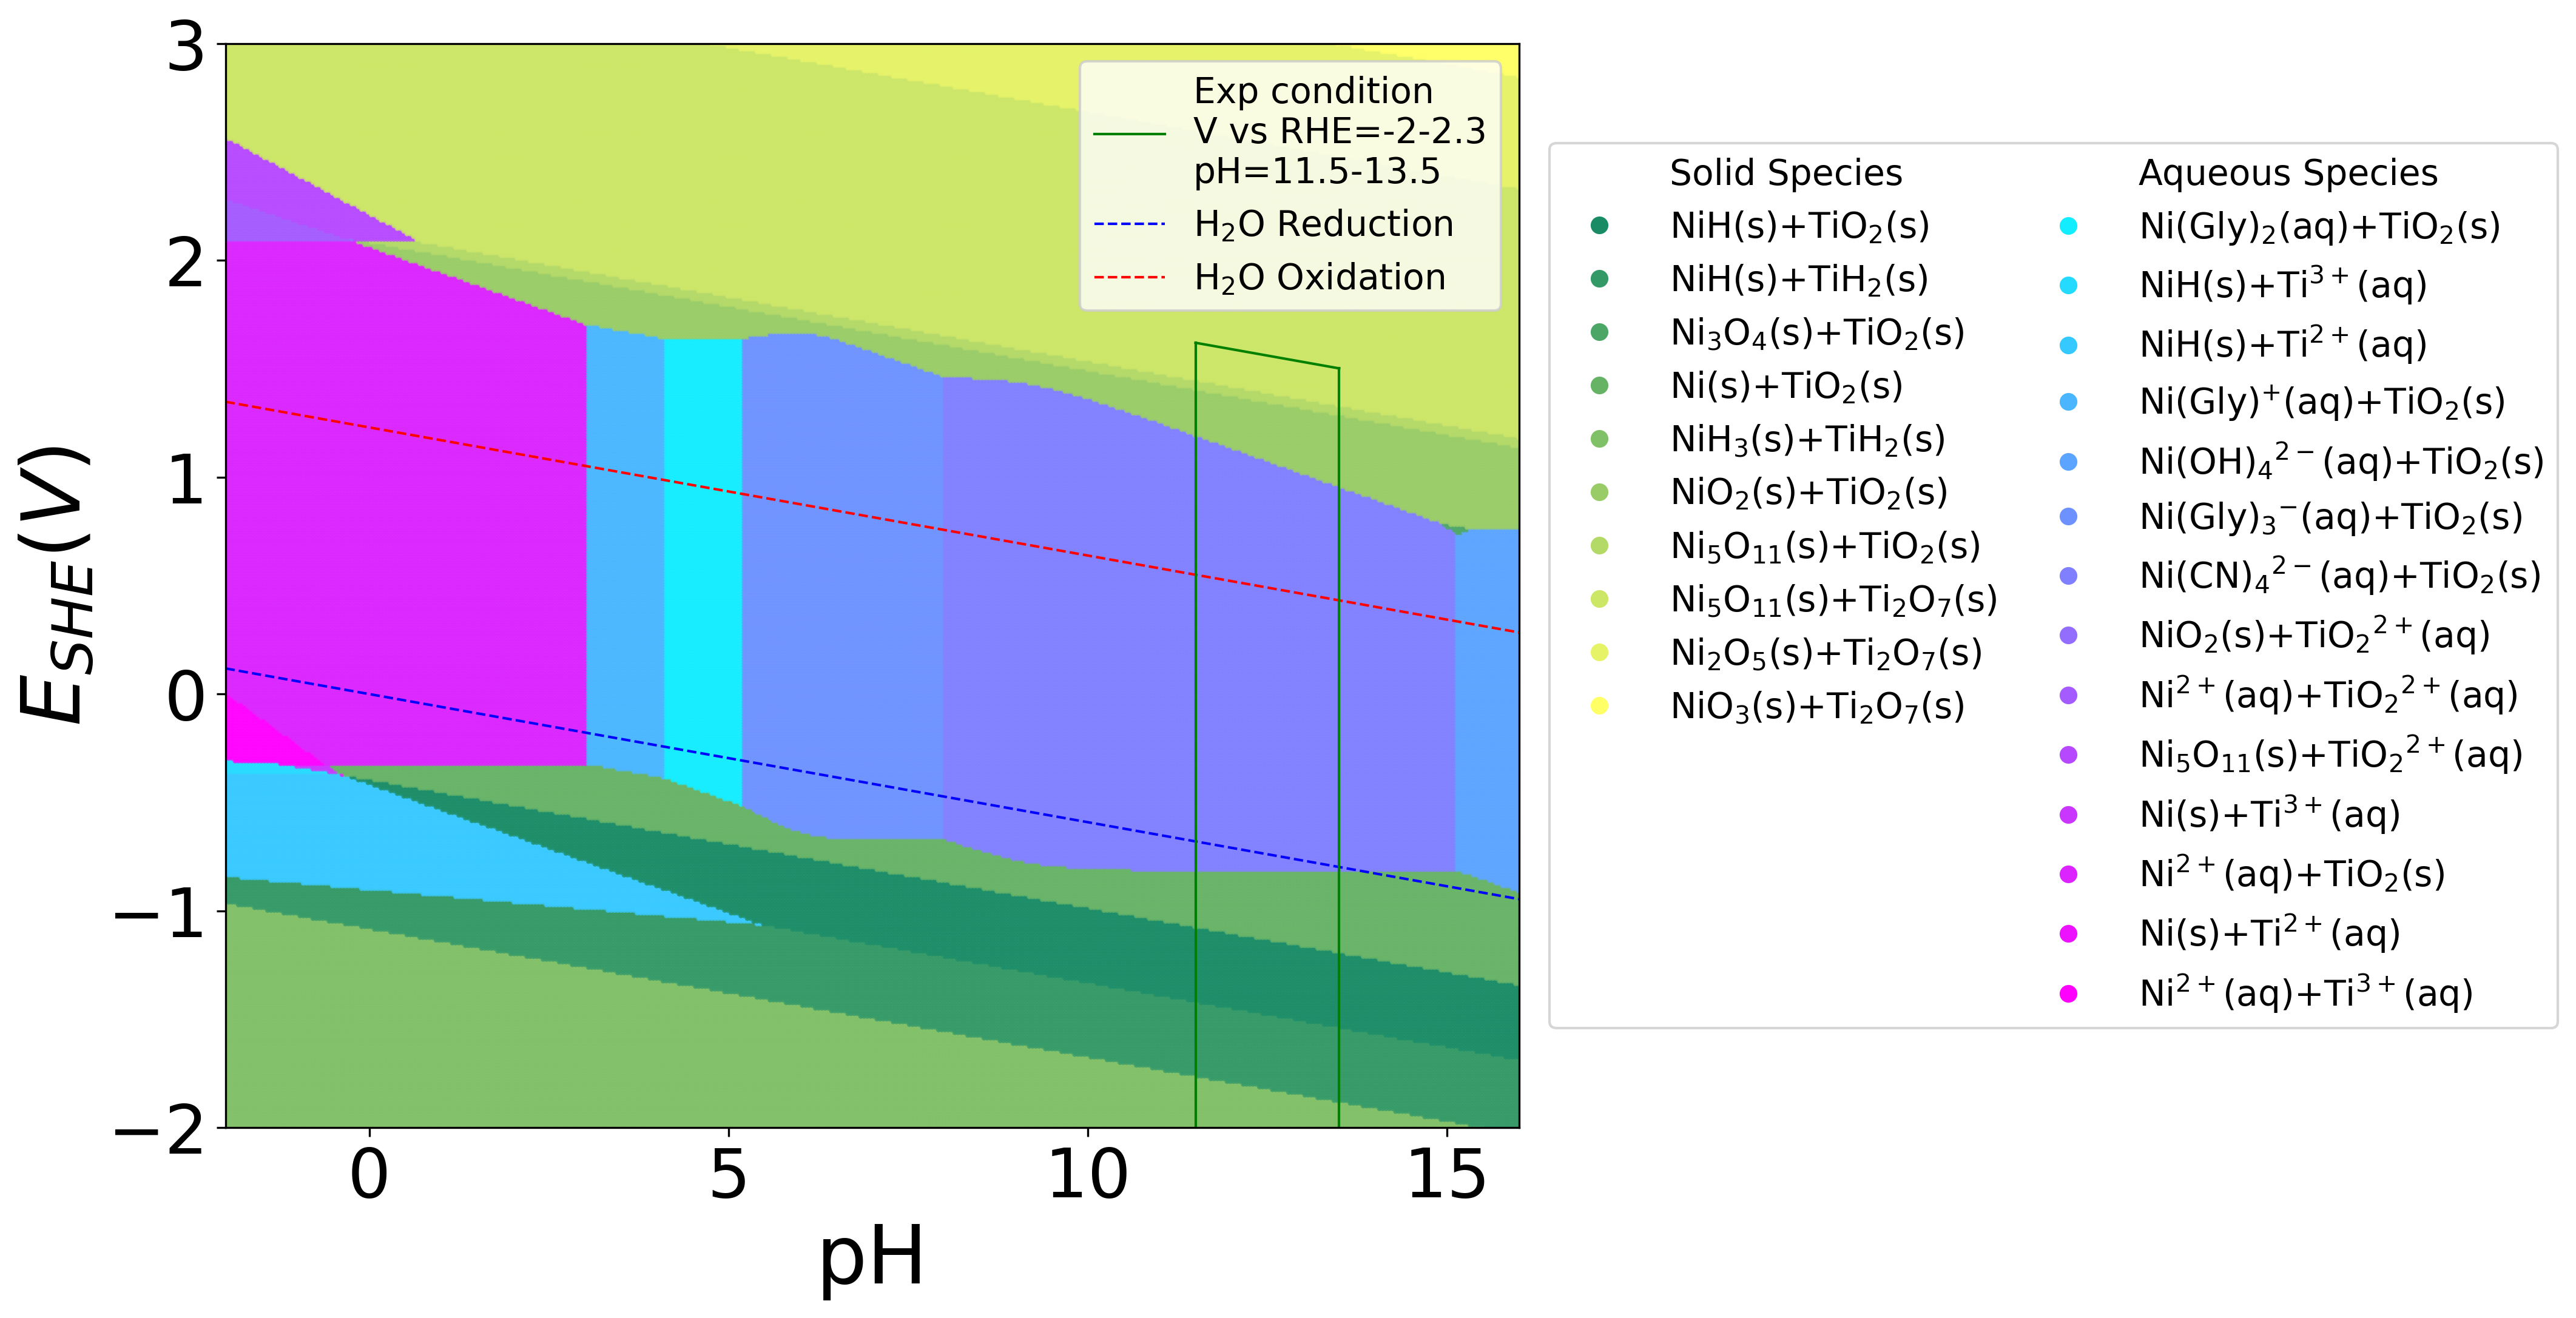 3
2
1
0
−1
−2
E_SHE(V)
0
5
10
15
pH
Exp condition
V vs RHE=-2-2.3
pH=11.5-13.5
H₂O Reduction
H₂O Oxidation
Solid Species
NiH(s)+TiO₂(s)
NiH(s)+TiH₂(s)
Ni₃O₄(s)+TiO₂(s)
Ni(s)+TiO₂(s)
NiH₃(s)+TiH₂(s)
NiO₂(s)+TiO₂(s)
Ni₅O₁₁(s)+TiO₂(s)
Ni₅O₁₁(s)+Ti₂O₇(s)
Ni₂O₅(s)+Ti₂O₇(s)
NiO₃(s)+Ti₂O₇(s)
Aqueous Species
Ni(Gly)₂(aq)+TiO₂(s)
NiH(s)+Ti³⁺(aq)
NiH(s)+Ti²⁺(aq)
Ni(Gly)⁺(aq)+TiO₂(s)
Ni(OH)₄²⁻(aq)+TiO₂(s)
Ni(Gly)₃⁻(aq)+TiO₂(s)
Ni(CN)₄²⁻(aq)+TiO₂(s)
NiO₂(s)+TiO₂²⁺(aq)
Ni²⁺(aq)+TiO₂²⁺(aq)
Ni₅O₁₁(s)+TiO₂²⁺(aq)
Ni(s)+Ti³⁺(aq)
Ni²⁺(aq)+TiO₂(s)
Ni(s)+Ti²⁺(aq)
Ni²⁺(aq)+Ti³⁺(aq)